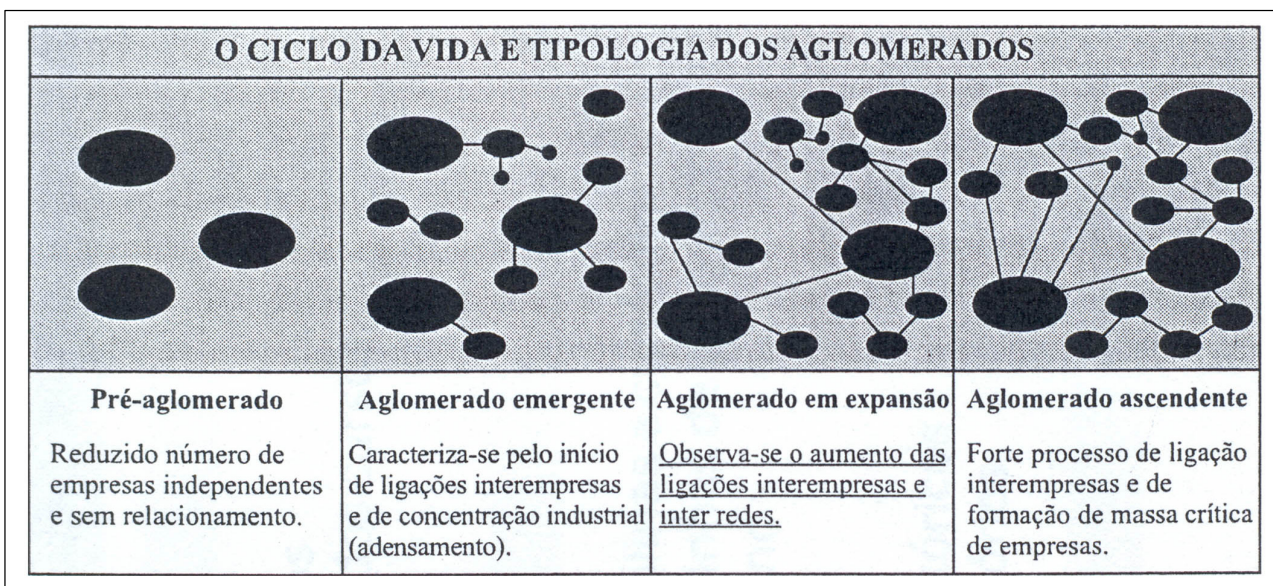 O CICLO DA VIDA E TIPOLOGIA DOS AGLOMERADOS
Pré-aglomerado
Reduzido número de
empresas independentes
e sem relacionamento.
Aglomerado emergente
Caracteriza-se pelo início
de ligações interempresas
e de concentração industrial
(adensamento).
Aglomerado em expansão
Observa-se o aumento das
ligações interempresas e
inter redes.
Aglomerado ascendente
Forte processo de ligação
interempresas e de
formação de massa crítica
de empresas.